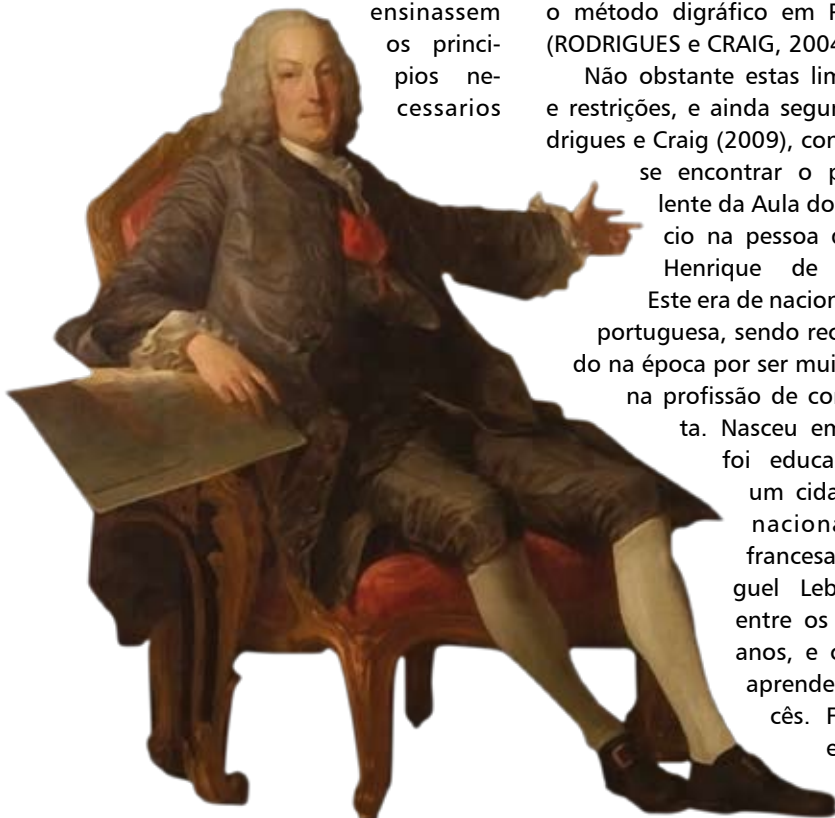 ensinassem
os princi-
pios ne-
cessarios
o método digráfico em P
(RODRIGUES e CRAIG, 2004
Não obstante estas lim
e restrições, e ainda segu
drigues e Craig (2009), co
se encontrar o p
lente da Aula do
cio na pessoa
Henrique de
Este era de nacion
portuguesa, sendo rec
do na época por ser mui
na profissão de co
ta. Nasceu em
foi educa
um cida
naciona
francesa
guel Leb
entre os
anos, e
aprende
cês. F
e